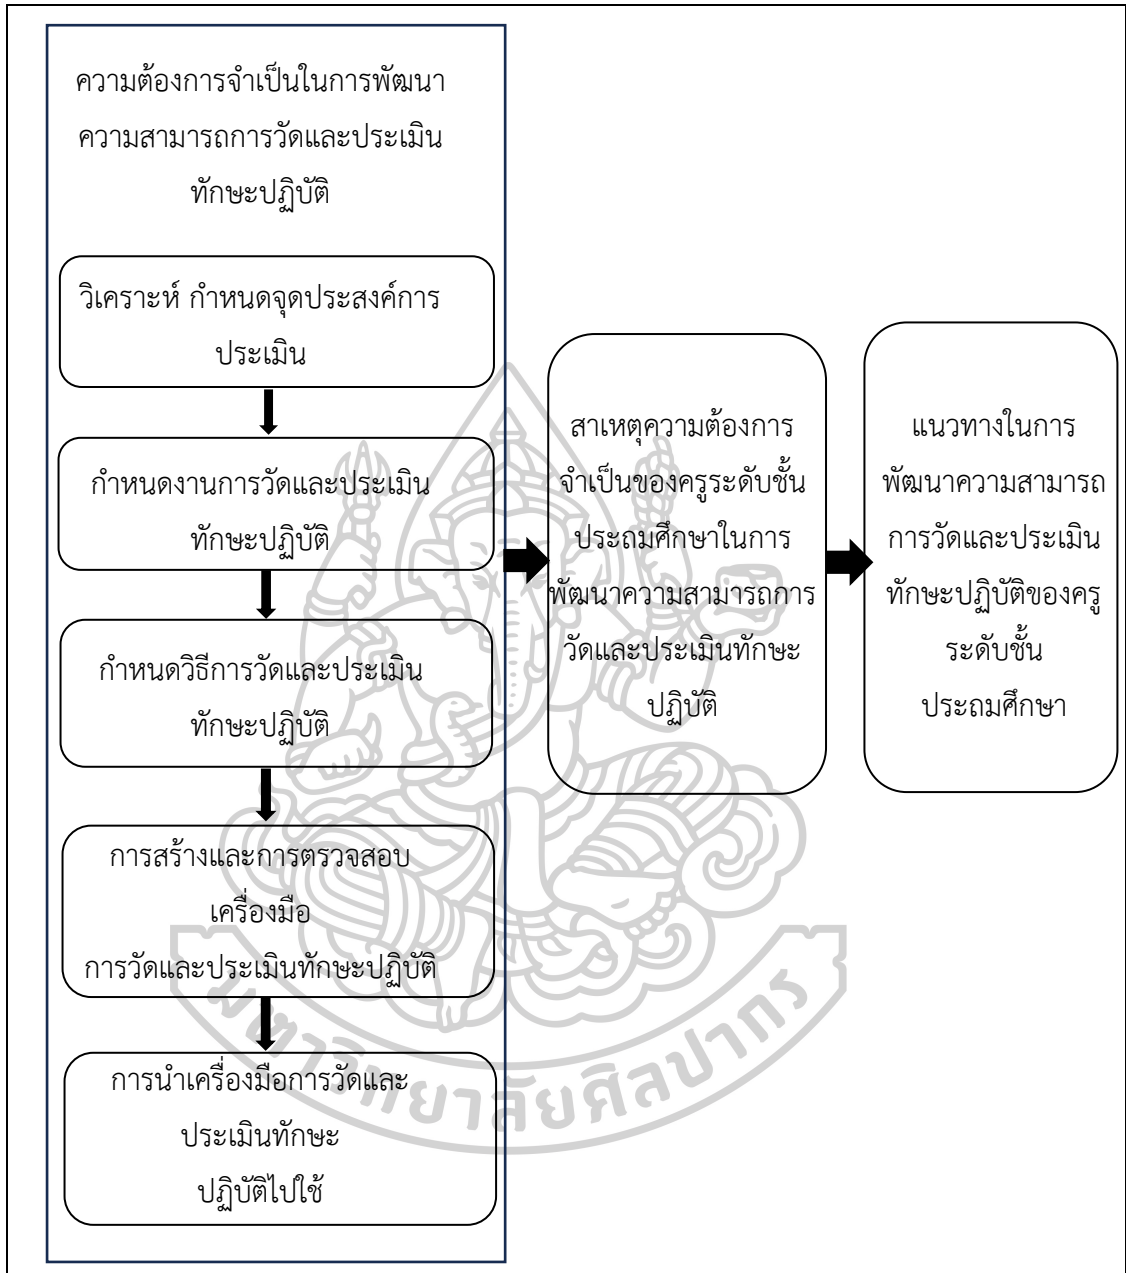 ความต้องการจำเป็นในการพัฒนา
ความสามารถการวัดและประเมิน
ทักษะปฏิบัติ
วิเคราะห์ กำหนดจุดประสงค์การ
ประเมิน
กำหนดงานการวัดและประเมิน
ทักษะปฏิบัติ
กำหนดวิธีการวัดและประเมิน
ทักษะปฏิบัติ
การสร้างและการตรวจสอบ
เครื่องมือ
การวัดและประเมินทักษะปฏิบัติ
การนำเครื่องมือการวัดและ
ประเมินทักษะ
ปฏิบัติไปใช้
สาเหตุความต้องการ
จำเป็นของครูระดับชั้น
ประถมศึกษาในการ
พัฒนาความสามารถการ
วัดและประเมินทักษะ
ปฏิบัติ
แนวทางในการ
พัฒนาความสามารถ
การวัดและประเมิน
ทักษะปฏิบัติของครู
ระดับชั้น
ประถมศึกษา
มหาวิทยาลัยศิลปากร